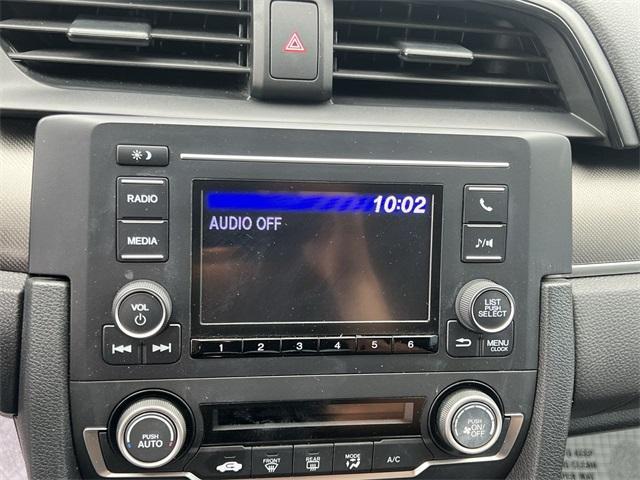 RADIO
MEDIA
10:02
AUDIO OFF
VOL
LIST
PUSH
SELECT
1 2 3 4 5 6
MENU
CLOCK
PUSH
AUTO
PUSH
ON/
OFF
FRONT
REAR
MODE
A/C